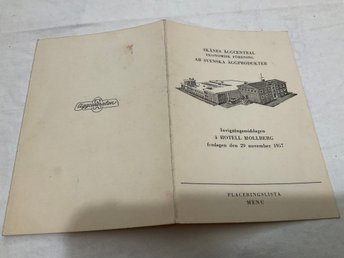 SKÅNES ÄGGCENTRAL
EKONOMISK FÖRENING
AB SVENSKA ÄGGPRODUKTER
Invigningsmiddagen
å HOTELL MOLLBERG
fredagen den 29 november 1957
PLACERINGSLISTA
MENU